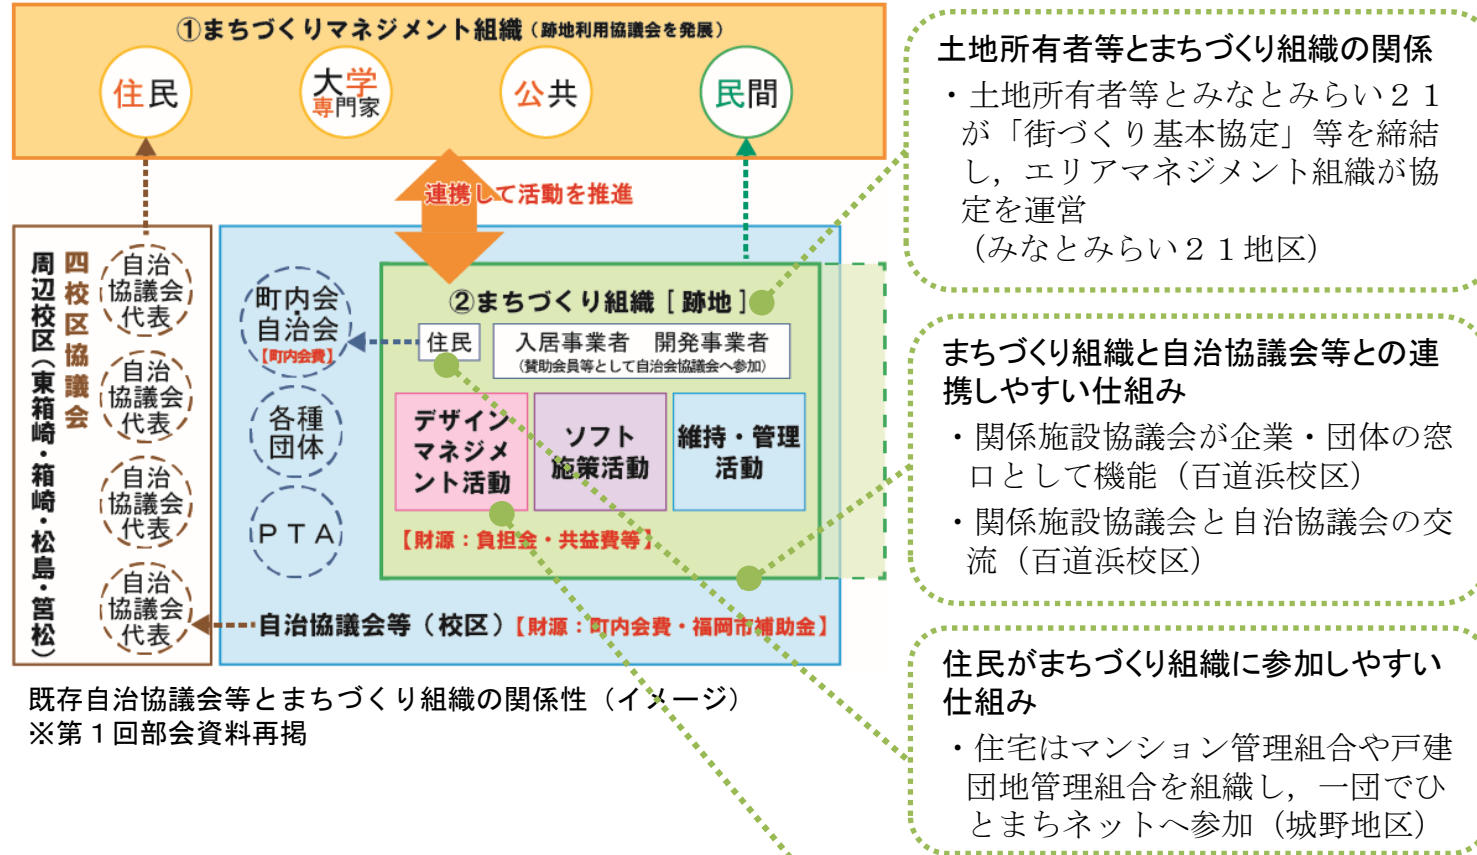 ①まちづくりマネジメント組織（跡地利用協議会を発展）
住民
大学
専門家
公共
民間
連携して活動を推進
四校区協議会
周辺校区（東箱崎・箱崎・松島・筥松）
自治
協議会
代表
自治
協議会
代表
自治
協議会
代表
自治
協議会
代表
町内会・
自治会
【町内会費】
各種
団体
ＰＴＡ
②まちづくり組織［跡地］
住民
入居事業者　開発事業者
（賛助会員等として自治会協議会へ参加）
デザイン
マネジメ
ント活動
ソフト
施策活動
維持・管理
活動
【財源：負担金・共益費等】
自治協議会等（校区）【財源：町内会費・福岡市補助金】
既存自治協議会等とまちづくり組織の関係性（イメージ）
※第１回部会資料再掲
土地所有者等とまちづくり組織の関係
・土地所有者等とみなとみらい２１
が「街づくり基本協定」等を締結
し，エリアマネジメント組織が協
定を運営
（みなとみらい２１地区）
まちづくり組織と自治協議会等との連
携しやすい仕組み
・関係施設協議会が企業・団体の窓
口として機能（百道浜校区）
・関係施設協議会と自治協議会の交
流（百道浜校区）
住民がまちづくり組織に参加しやすい
仕組み
・住宅はマンション管理組合や戸建
団地管理組合を組織し，一団でひ
とまちネットへ参加（城野地区）